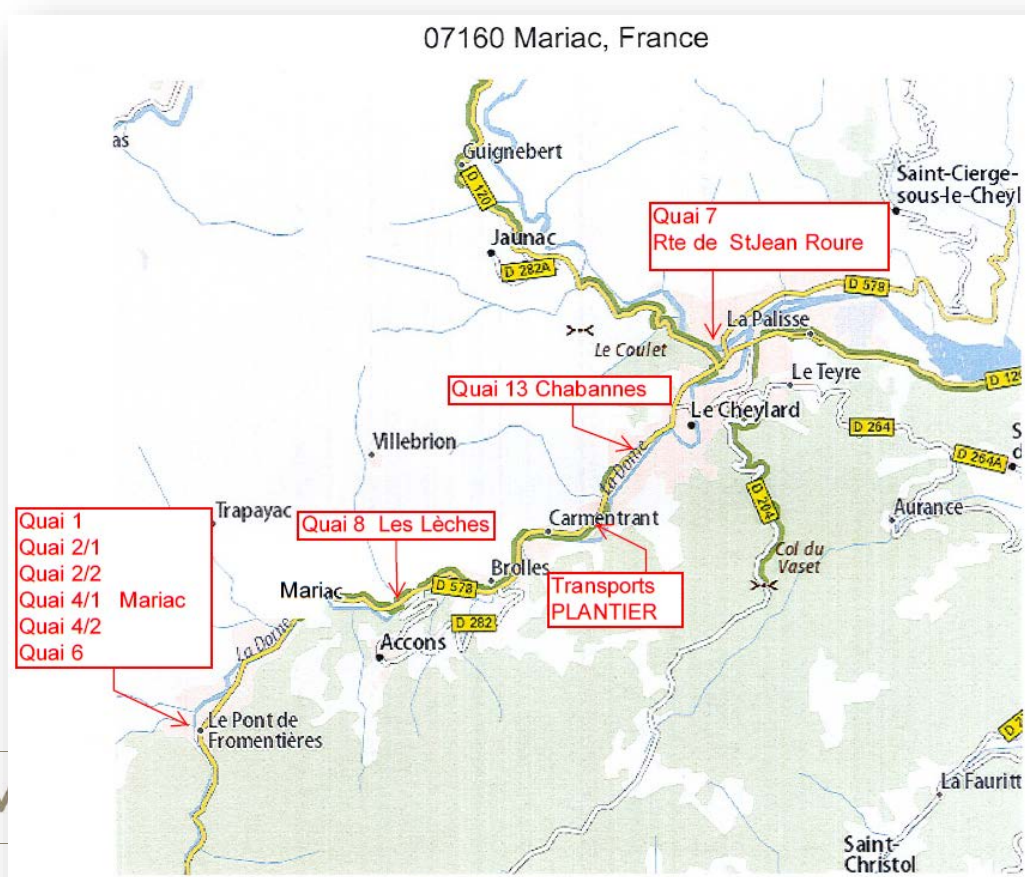 07160 Mariac, France
as
Guignebert
D 120
Saint-Cierge-
sous-le-Cheyl
Quai 7
Rte de StJean Roure
Jaunac
D 282A
D 578
La Palisse
Le Coulet
Le Teyre
D 120
Quai 13 Chabannes
Le Cheylard
D 264
Villebrion
La Dorne
D 264A
S
d
Quai 1
Quai 2/1
Quai 2/2
Quai 4/1 Mariac
Quai 4/2
Quai 6
Trapayac
Quai 8 Les Lèches
Carmentrant
D 204
Aurance
Brolles
Col du
Vaset
Mariac
D 578
Transports
PLANTIER
D 282
La Dorne
Accons
Le Pont de
Fromentières
La Fauritt
Saint-
Christol